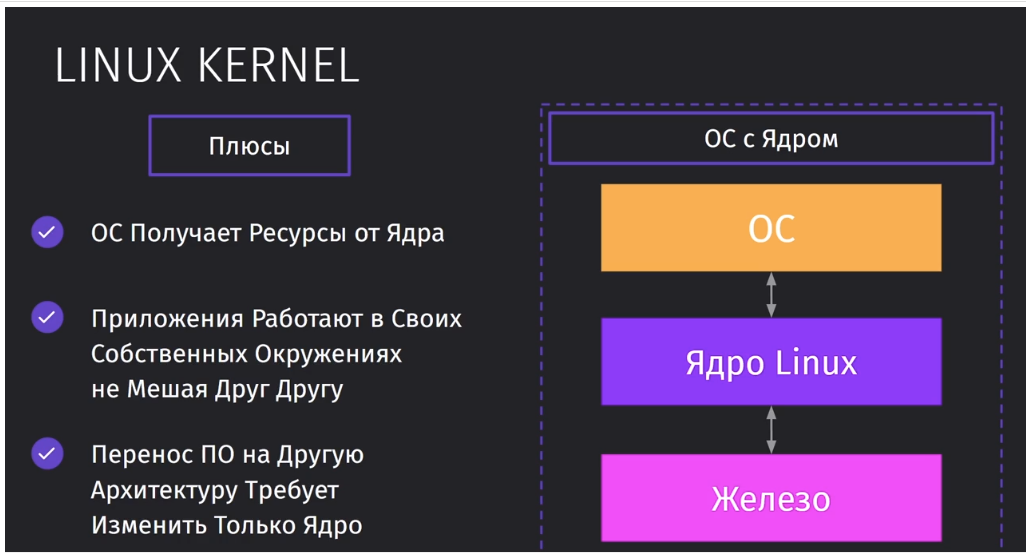 LINUX KERNEL
Плюсы
ОС Получает Ресурсы от Ядра
Приложения Работают в Своих
Собственных Окружениях
не Мешая Друг Другу
Перенос ПО на Другую
Архитектуру Требует
Изменить Только Ядро
ОС с Ядром
ОС
Ядро Linux
Железо